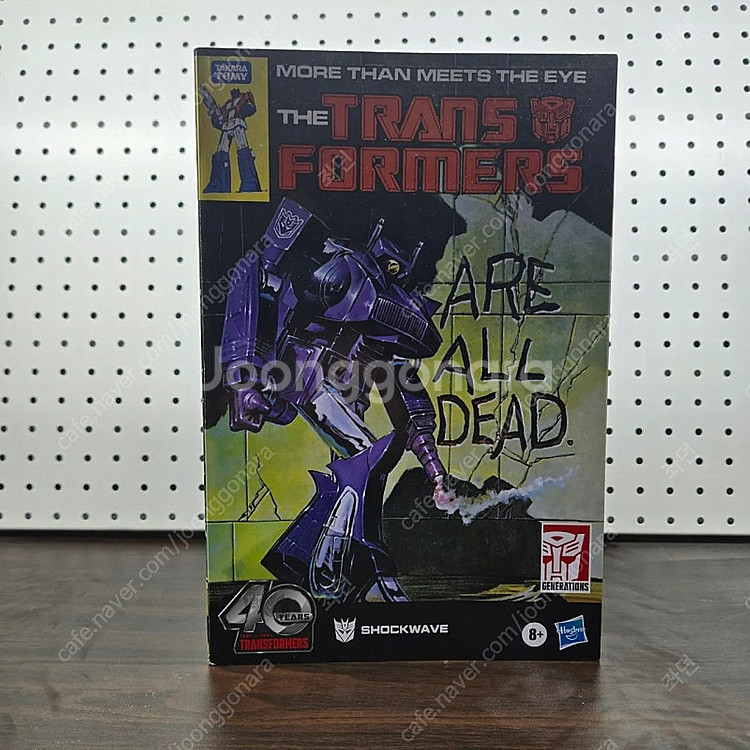 TAKARA
TOMY
MORE THAN MEETS THE EYE
THE TRANS
FORMERS
ARE
ALL
DEAD.
Joonggonara
GENERATIONS
40
YEARS
TRANSFORMERS
SHOCKWAVE
8+
Hasbro
cafe.naver.com/joonggonara